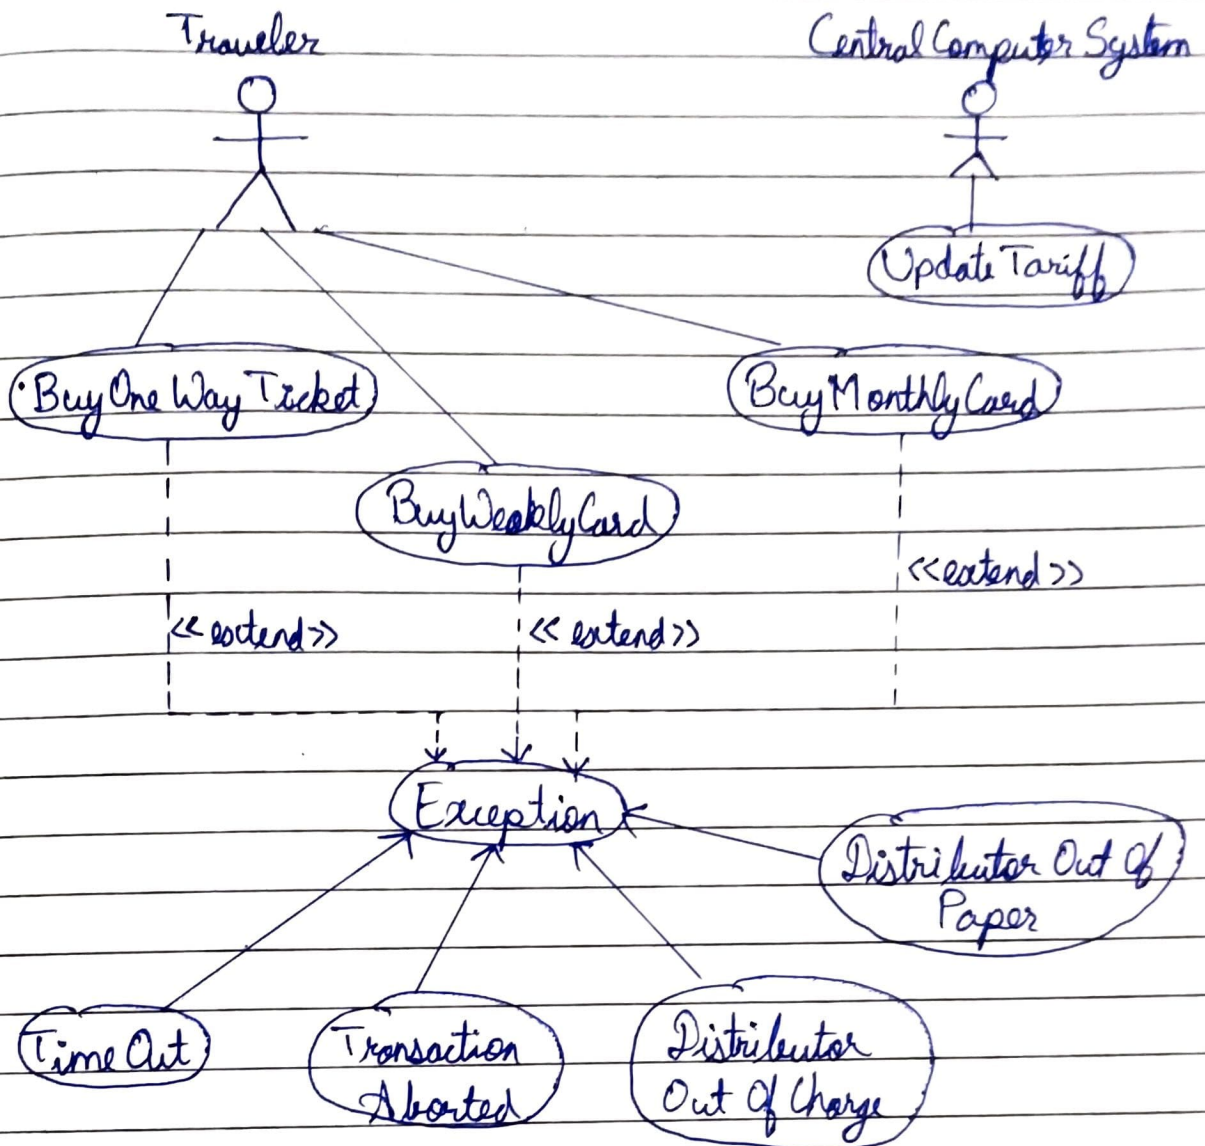 Traveler
Central Computer System
Update Tariff
Buy One Way Ticket
Buy Monthly Card
Buy Weekly Card
<<extend>>
<<extend>>
<<extend>>
Exception
Distributor Out Of
Paper
Time Out
Transaction
Aborted
Distributor
Out Of Charge